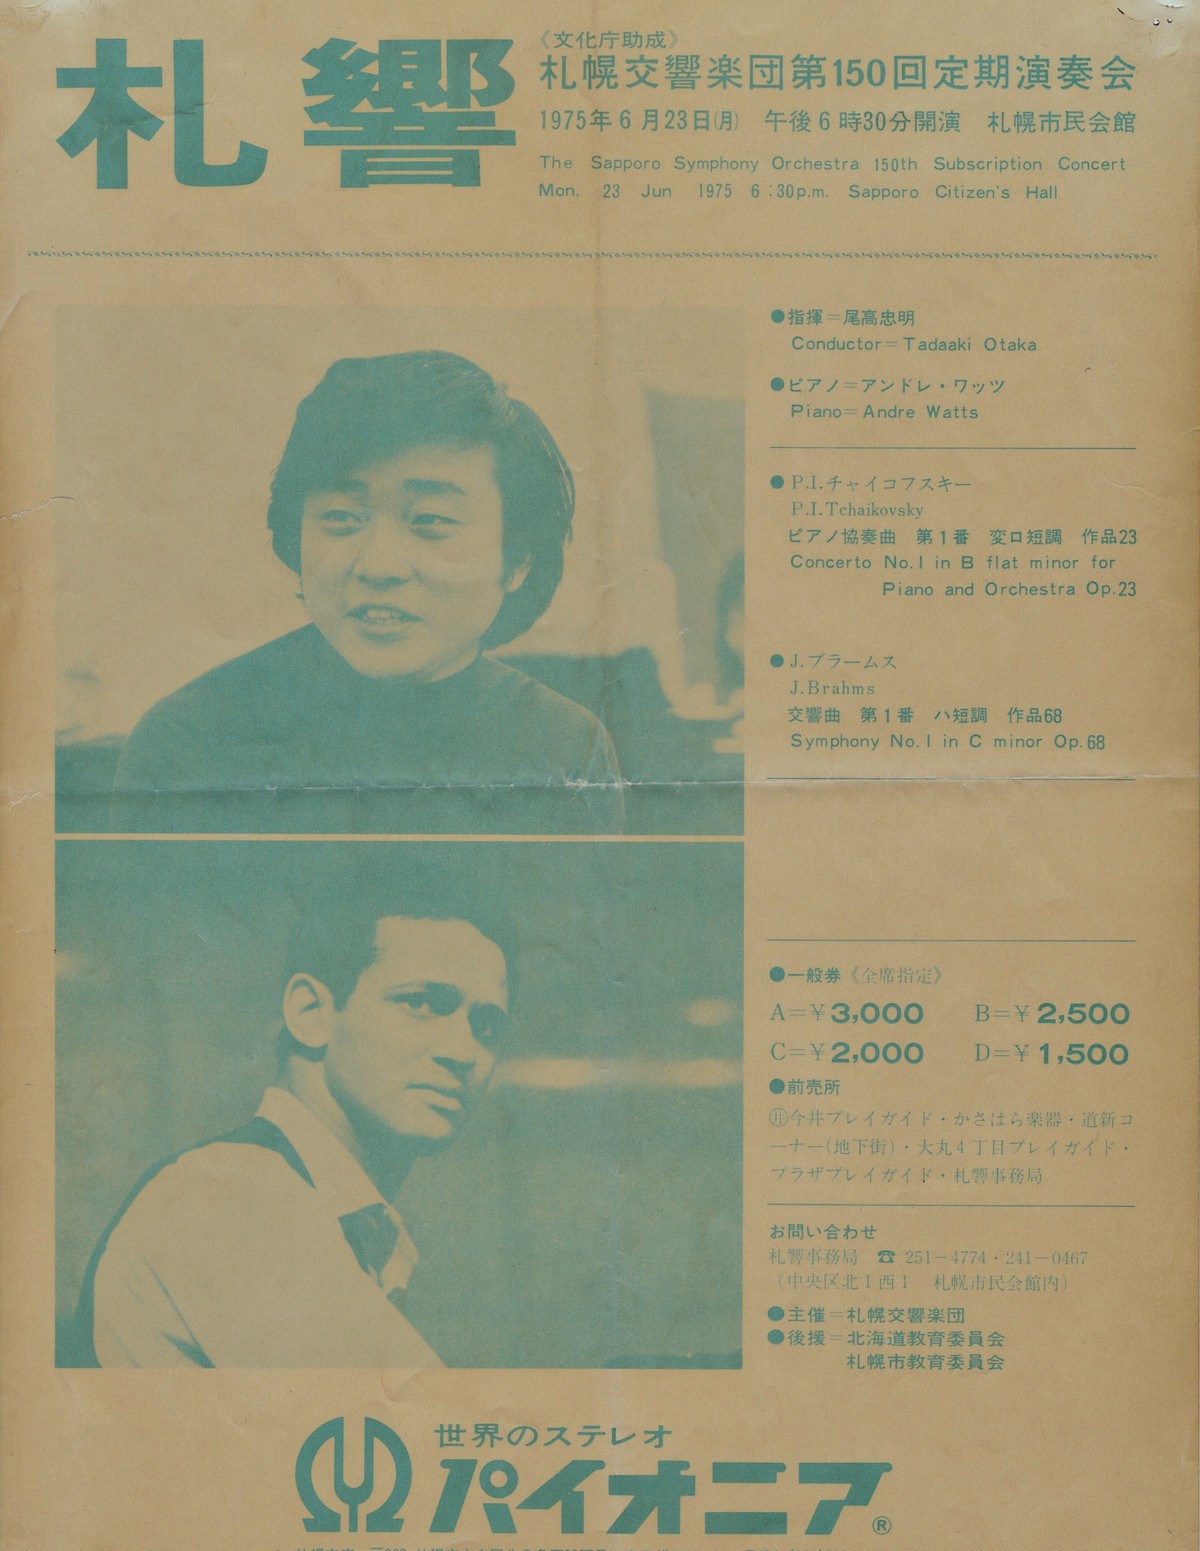 札響
《文化庁助成》
札幌交響楽団第150回定期演奏会
1975年6月23日(月) 午後6時30分開演 札幌市民会館
The Sapporo Symphony Orchestra 150th Subscription Concert
Mon. 23 Jun 1975 6:30p.m. Sapporo Citizen's Hall
●指揮=尾高忠明
Conductor=Tadaaki Otaka
●ピアノ=アンドレ・ワッツ
Piano=Andre Watts
●P.I.チャイコフスキー
P.I.Tchaikovsky
ピアノ協奏曲 第1番 変ロ短調 作品23
Concerto No.1 in B flat minor for
Piano and Orchestra Op.23
●J.ブラームス
J.Brahms
交響曲 第1番 ハ短調 作品68
Symphony No.1 in C minor Op.68
●一般券《全席指定》
A=¥3,000 B=¥2,500
C=¥2,000 D=¥1,500
●前売所
㊉今井プレイガイド・かさはら楽器・道新コ
ーナー(地下街)・大丸4丁目プレイガイド・
プラザプレイガイド・札響事務局
お問い合わせ
札響事務局 ☎ 251-4774・241-0467
(中央区北1西1 札幌市民会館内)
●主催=札幌交響楽団
●後援=北海道教育委員会
札幌市教育委員会
世界のステレオ
パイオニア®